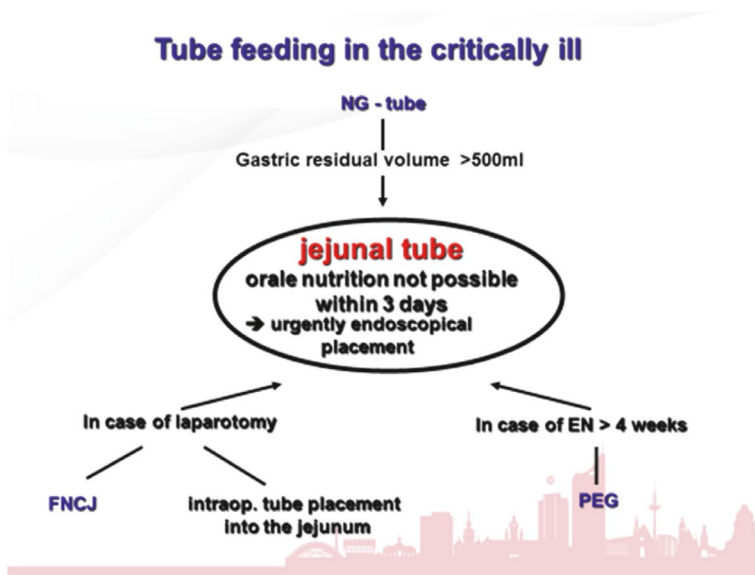 Tube feeding in the critically ill
NG - tube
Gastric residual volume >500ml
jejunal tube
orale nutrition not possible
within 3 days
➔ urgently endoscopical
placement
In case of laparotomy
In case of EN > 4 weeks
FNCJ
intraop. tube placement
into the jejunum
PEG